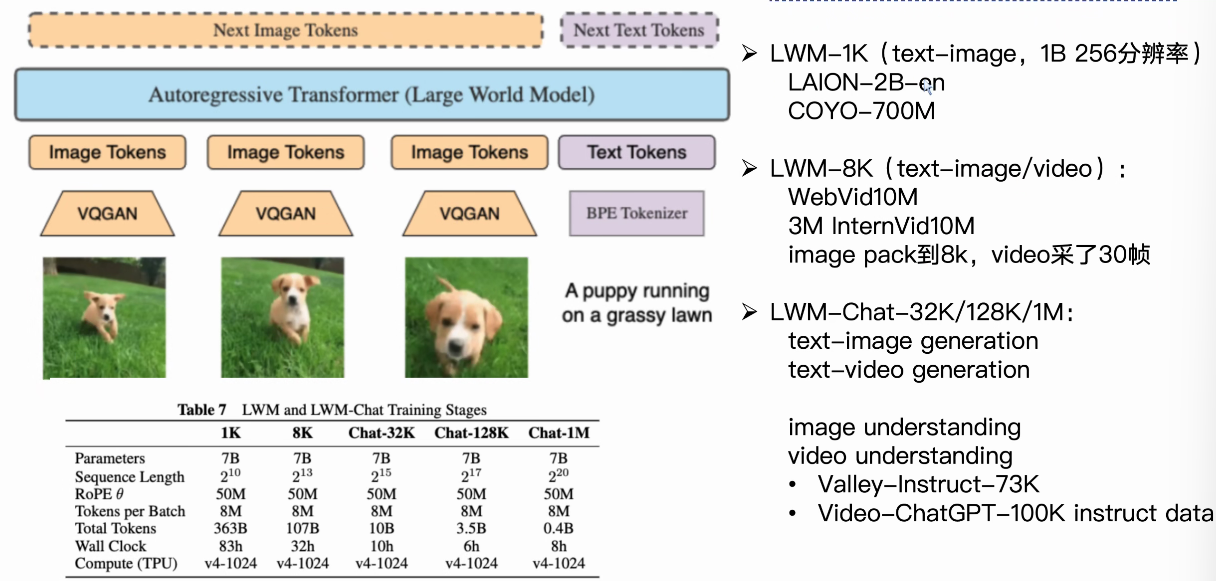 Next Image Tokens
Next Text Tokens
Autoregressive Transformer (Large World Model)
Image Tokens
Image Tokens
Image Tokens
Text Tokens
VQGAN
VQGAN
VQGAN
BPE Tokenizer
A puppy running
on a grassy lawn
Table 7 LWM and LWM-Chat Training Stages
1K 8K Chat-32K Chat-128K Chat-1M
Parameters 7B 7B 7B 7B 7B
Sequence Length 2^10 2^13 2^15 2^17 2^20
RoPE θ 50M 50M 50M 50M 50M
Tokens per Batch 8M 8M 8M 8M 8M
Total Tokens 363B 107B 10B 3.5B 0.4B
Wall Clock 83h 32h 10h 6h 8h
Compute (TPU) v4-1024 v4-1024 v4-1024 v4-1024 v4-1024
➢ LWM-1K（text-image，1B 256分辨率）
LAION-2B-en
COYO-700M
➢ LWM-8K（text-image/video）：
WebVid10M
3M InternVid10M
image pack到8k，video采了30帧
➢ LWM-Chat-32K/128K/1M：
text-image generation
text-video generation
image understanding
video understanding
• Valley-Instruct-73K
• Video-ChatGPT-100K instruct data